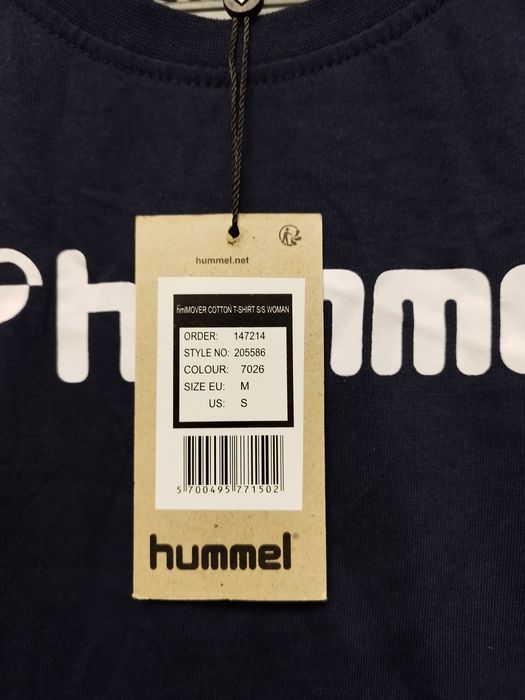 humme
hummel.net
hmlMOVER COTTON T-SHIRT S/S WOMAN
ORDER: 147214
STYLE NO: 205586
COLOUR: 7026
SIZE EU: M
US: S
5 700495 771502
hummel®